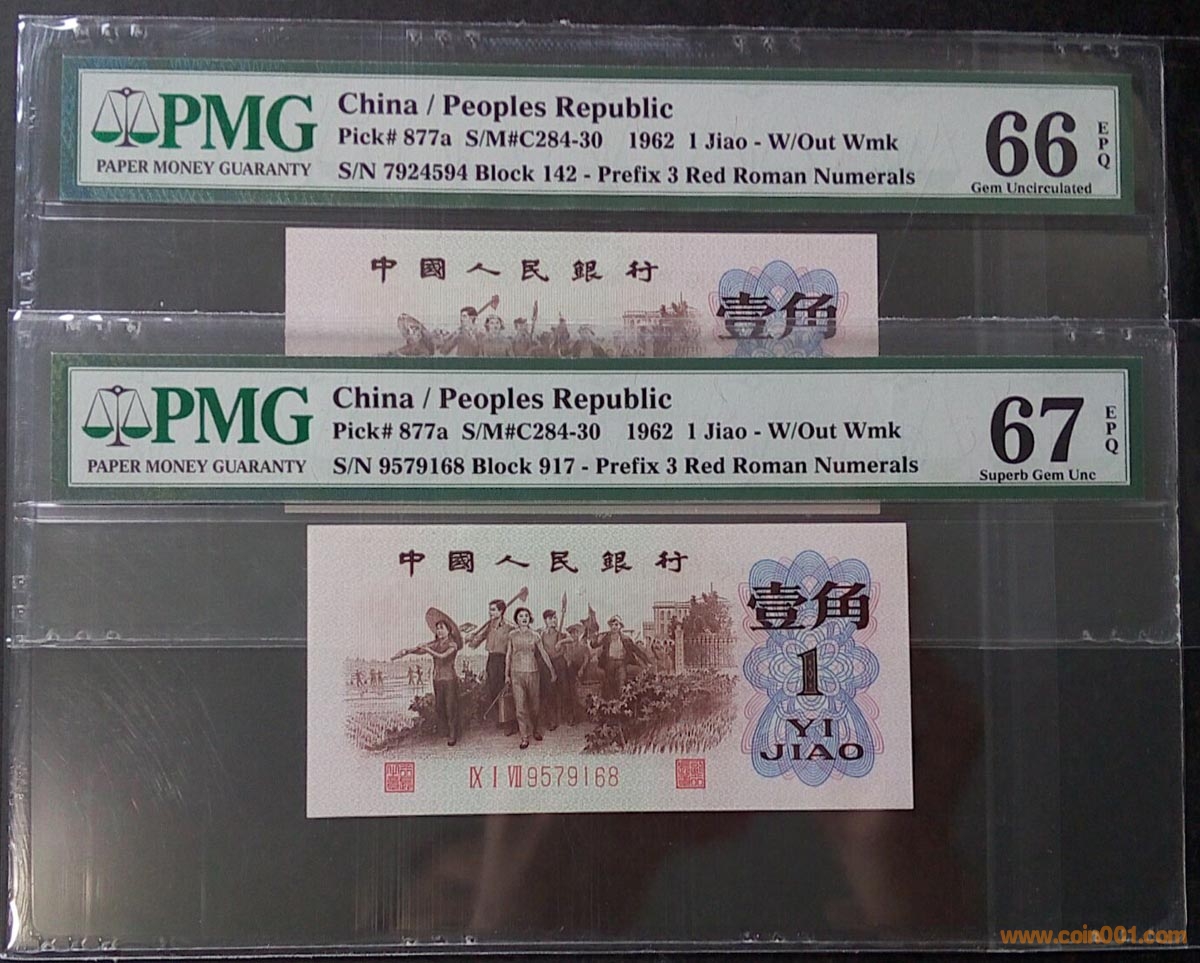 PMG
PAPER MONEY GUARANTY
China / Peoples Republic
Pick# 877a S/M#C284-30 1962 1 Jiao - W/Out Wmk
S/N 7924594 Block 142 - Prefix 3 Red Roman Numerals
66
EPQ
Gem Uncirculated
中國人民銀行
壹角
PMG
PAPER MONEY GUARANTY
China / Peoples Republic
Pick# 877a S/M#C284-30 1962 1 Jiao - W/Out Wmk
S/N 9579168 Block 917 - Prefix 3 Red Roman Numerals
67
EPQ
Superb Gem Unc
中國人民銀行
壹角
1
YI
JIAO
IX I VII 9579168
www.coin001.com